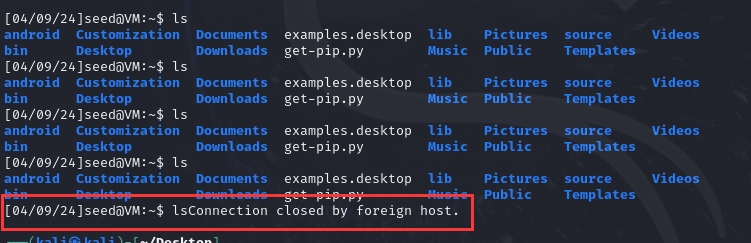 [04/09/24]seed@VM:~$ ls
android  Customization  Documents  examples.desktop  lib    Pictures  source     Videos
bin      Desktop        Downloads  get-pip.py        Music  Public    Templates
[04/09/24]seed@VM:~$ ls
android  Customization  Documents  examples.desktop  lib    Pictures  source     Videos
bin      Desktop        Downloads  get-pip.py        Music  Public    Templates
[04/09/24]seed@VM:~$ ls
android  Customization  Documents  examples.desktop  lib    Pictures  source     Videos
bin      Desktop        Downloads  get-pip.py        Music  Public    Templates
[04/09/24]seed@VM:~$ ls
android  Customization  Documents  examples.desktop  lib    Pictures  source     Videos
bin      Desktop        Downloads  get-pip.py        Music  Public    Templates
[04/09/24]seed@VM:~$ lsConnection closed by foreign host.
(kali㉿kali)-[~/Desktop]